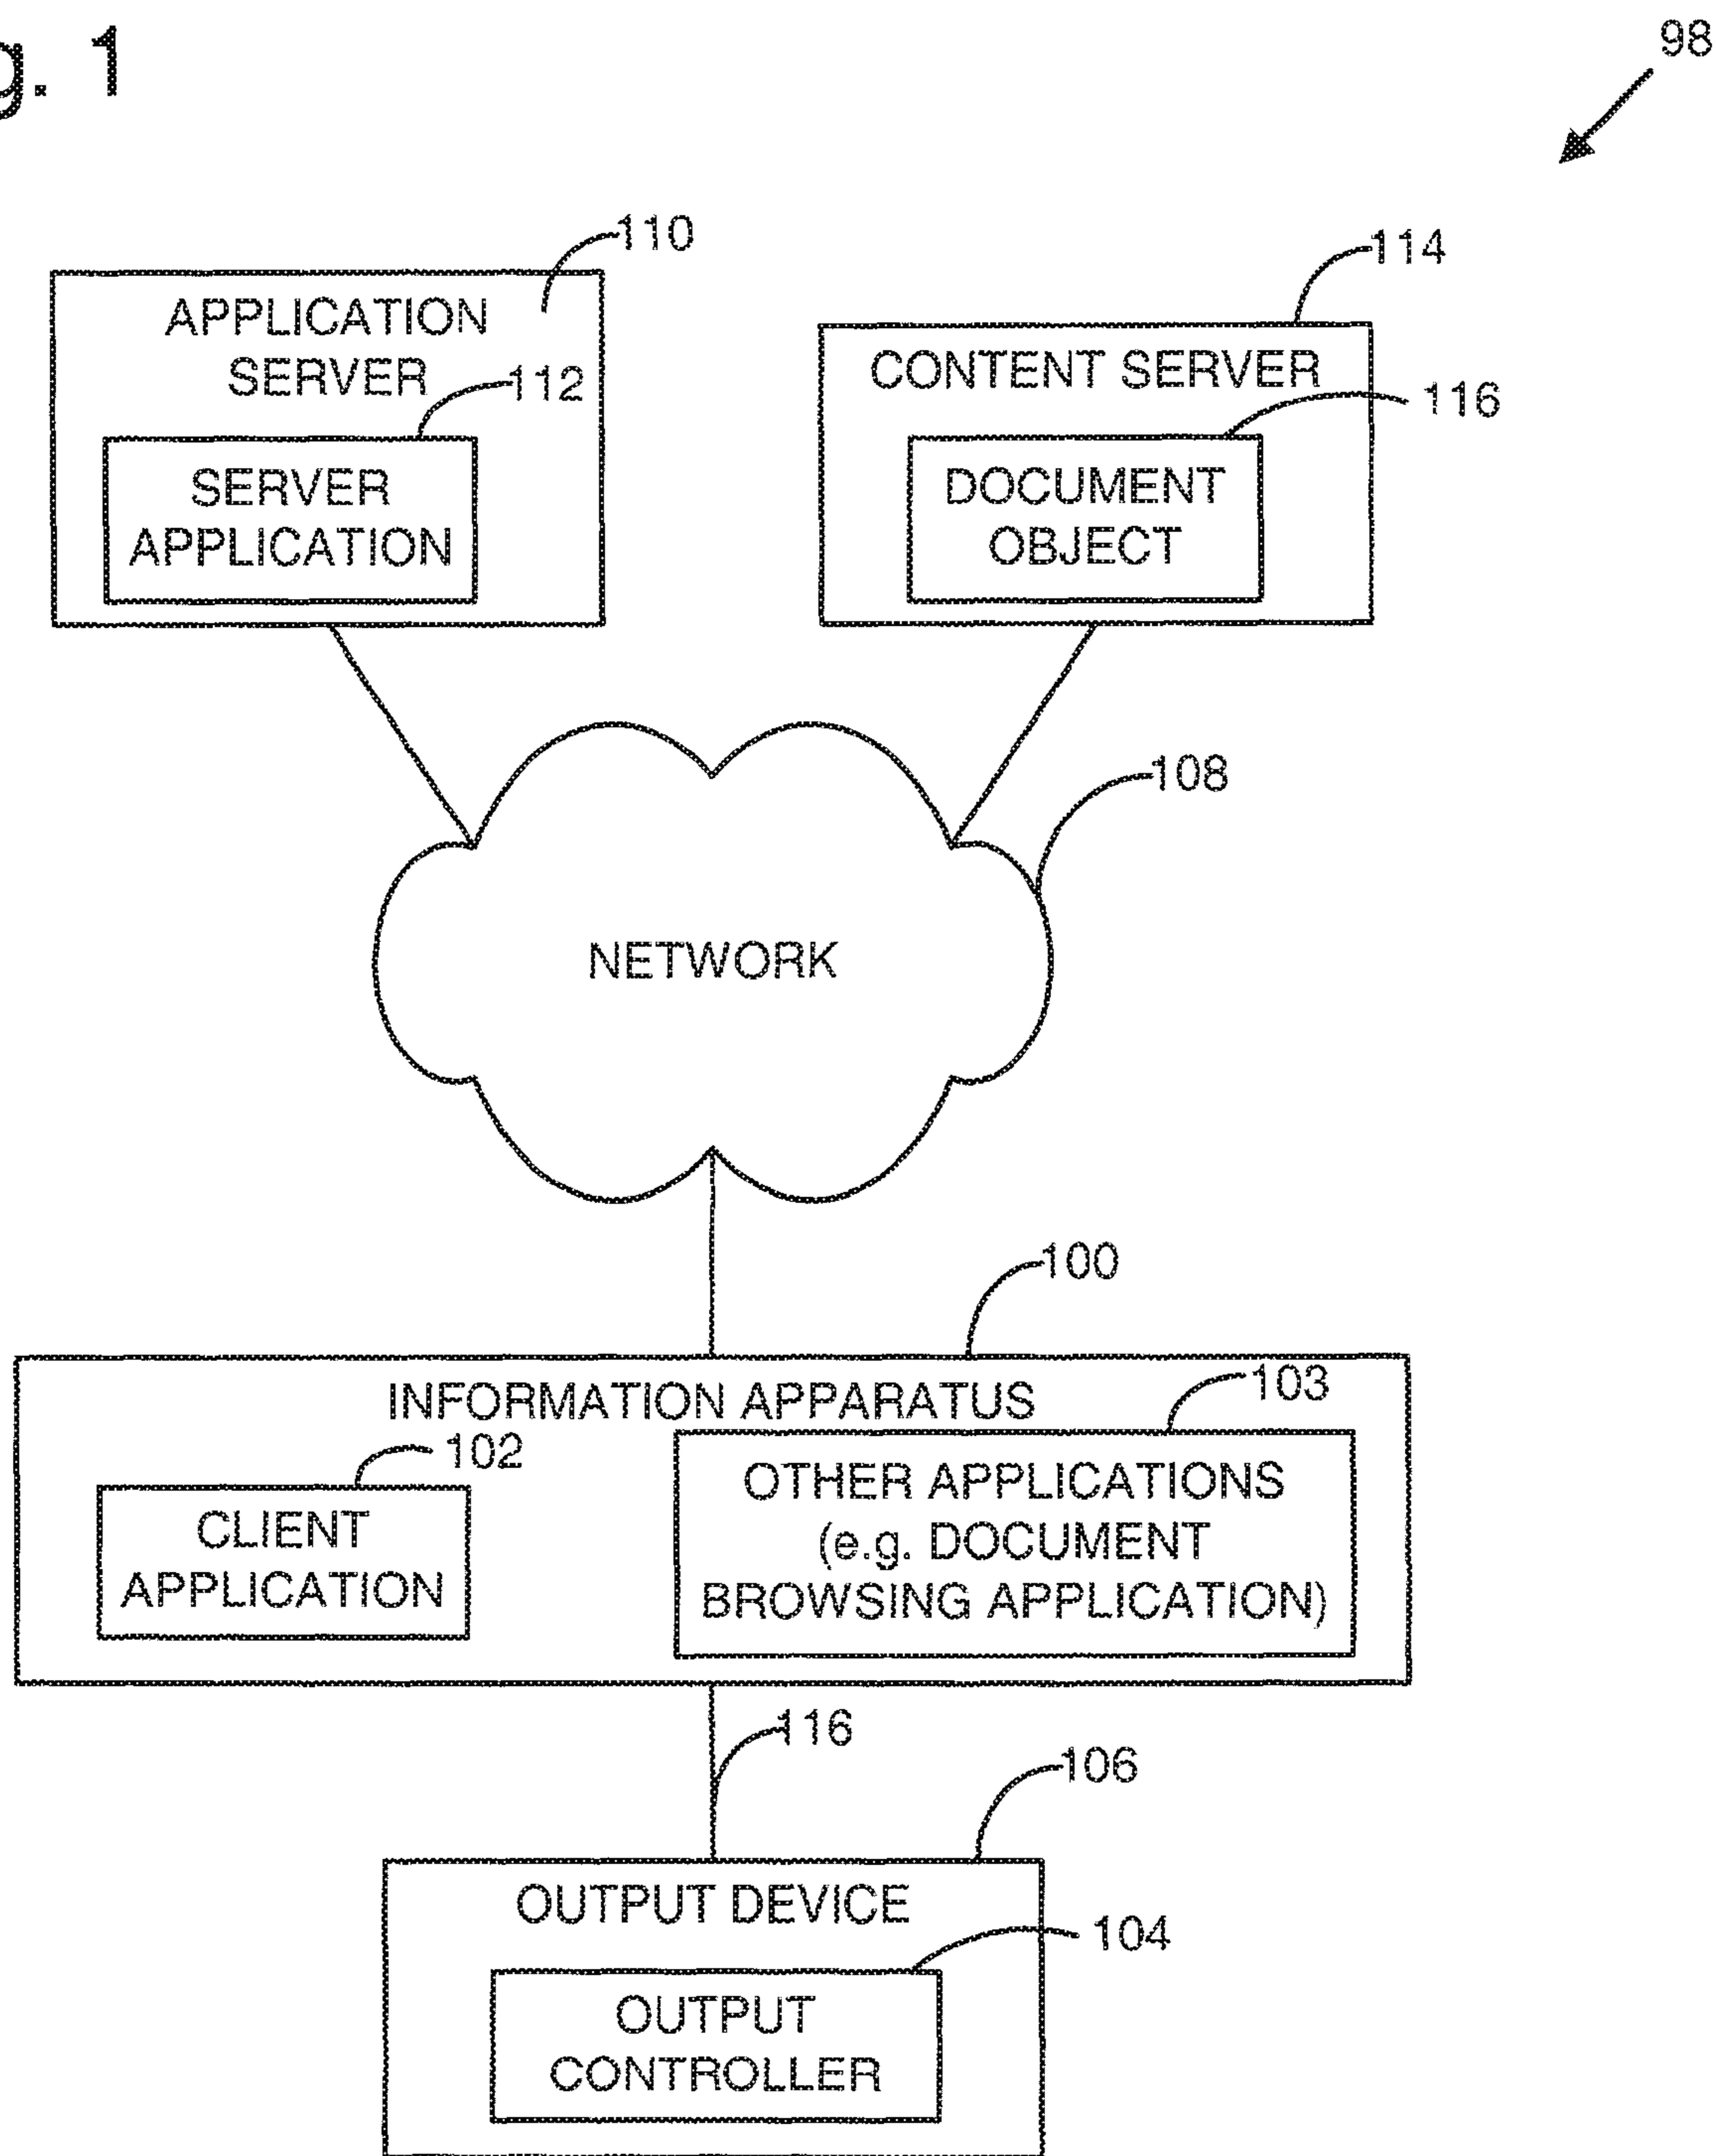 g. 1
98
110
APPLICATION
SERVER
112
SERVER
APPLICATION
114
CONTENT SERVER
116
DOCUMENT
OBJECT
108
NETWORK
100
INFORMATION APPARATUS
103
102
CLIENT
APPLICATION
OTHER APPLICATIONS
(e.g. DOCUMENT
BROWSING APPLICATION)
116
106
OUTPUT DEVICE
104
OUTPUT
CONTROLLER